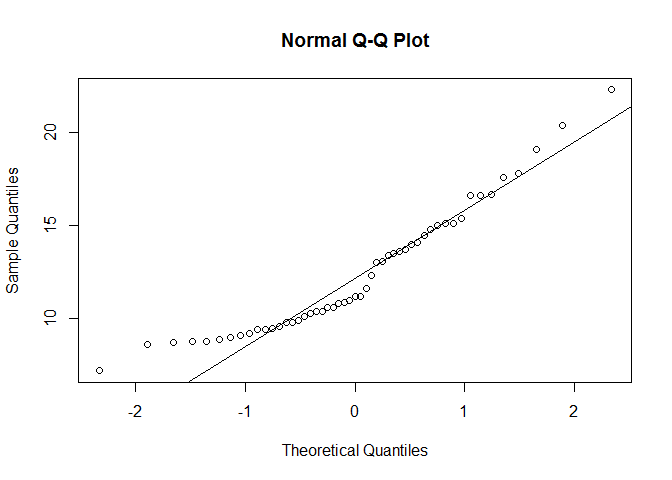 Normal Q-Q Plot
Sample Quantiles
20
15
10
-2 -1 0 1 2
Theoretical Quantiles